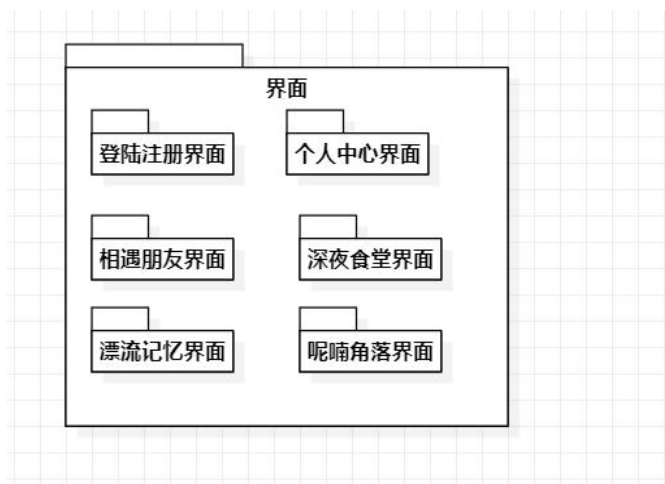 界面
登陆注册界面
个人中心界面
相遇朋友界面
深夜食堂界面
漂流记忆界面
呢喃角落界面